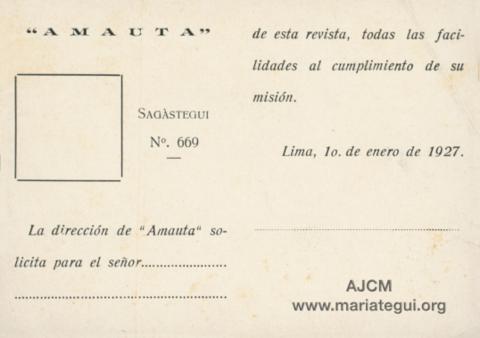 "AMAUTA"
SAGÀSTEGUI
Nº. 669
La dirección de "Amauta" so-
licita para el señor......................
..........................................................
de esta revista, todas las faci-
lidades al cumplimiento de su
misión.
Lima, 1o. de enero de 1927.
..........................................................
AJCM
www.mariategui.org